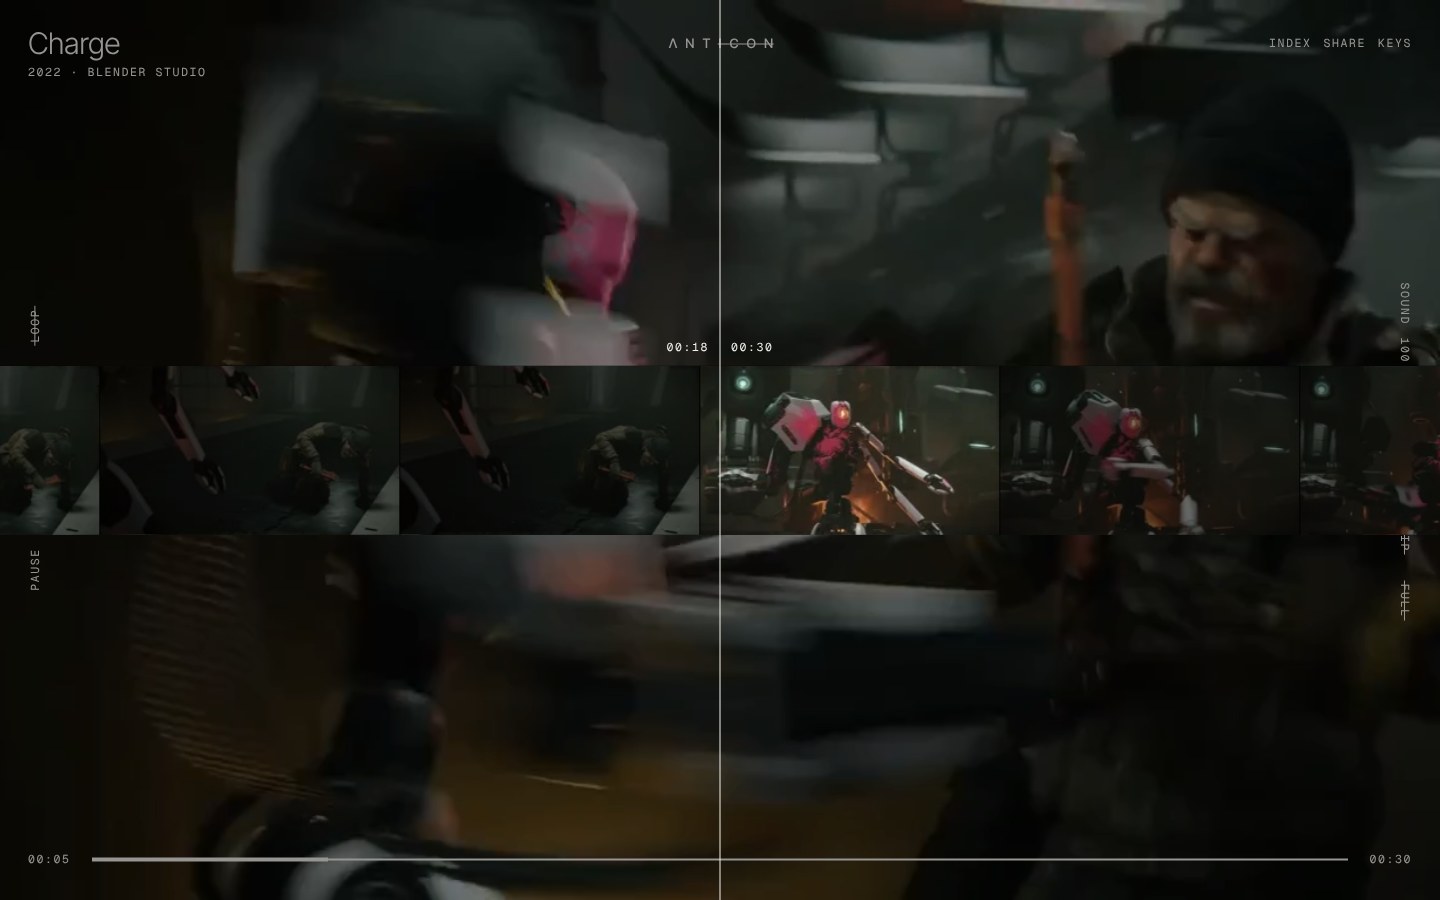 Charge
2022 · BLENDER STUDIO
ΛNTICON
INDEX SHARE KEYS
LOOP
SOUND 100
00:18
00:30
PAUSE
FULL
00:05
00:30